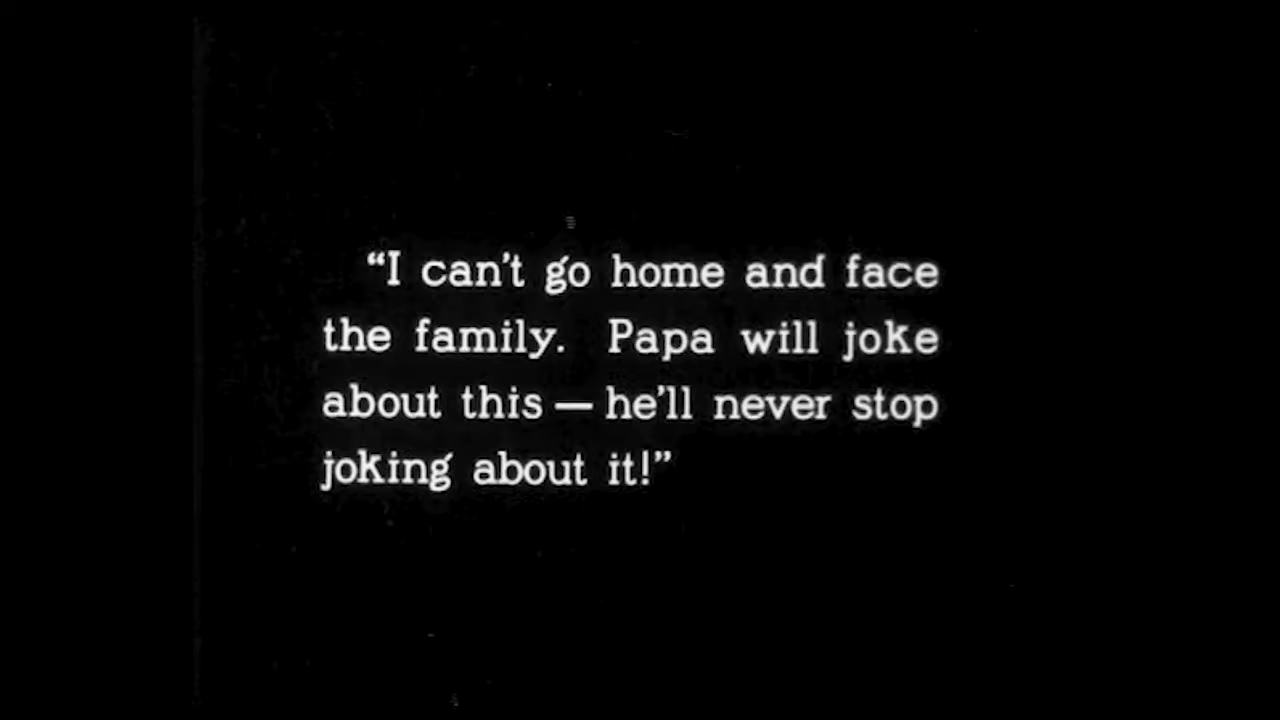 “I can’t go home and face
the family. Papa will joke
about this — he’ll never stop
joking about it!”